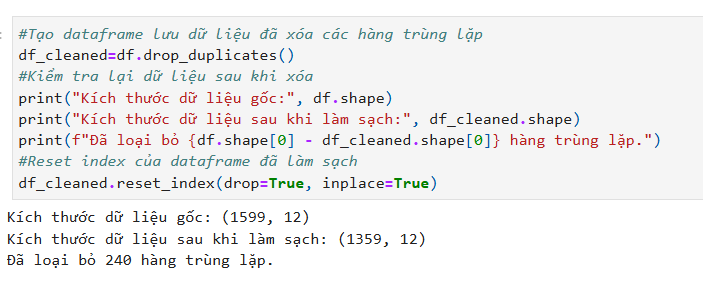 #Tạo dataframe lưu dữ liệu đã xóa các hàng trùng lặp
df_cleaned=df.drop_duplicates()
#Kiểm tra lại dữ liệu sau khi xóa
print("Kích thước dữ liệu gốc:", df.shape)
print("Kích thước dữ liệu sau khi làm sạch:", df_cleaned.shape)
print(f"Đã loại bỏ {df.shape[0] - df_cleaned.shape[0]} hàng trùng lặp.")
#Reset index của dataframe đã làm sạch
df_cleaned.reset_index(drop=True, inplace=True)
Kích thước dữ liệu gốc: (1599, 12)
Kích thước dữ liệu sau khi làm sạch: (1359, 12)
Đã loại bỏ 240 hàng trùng lặp.